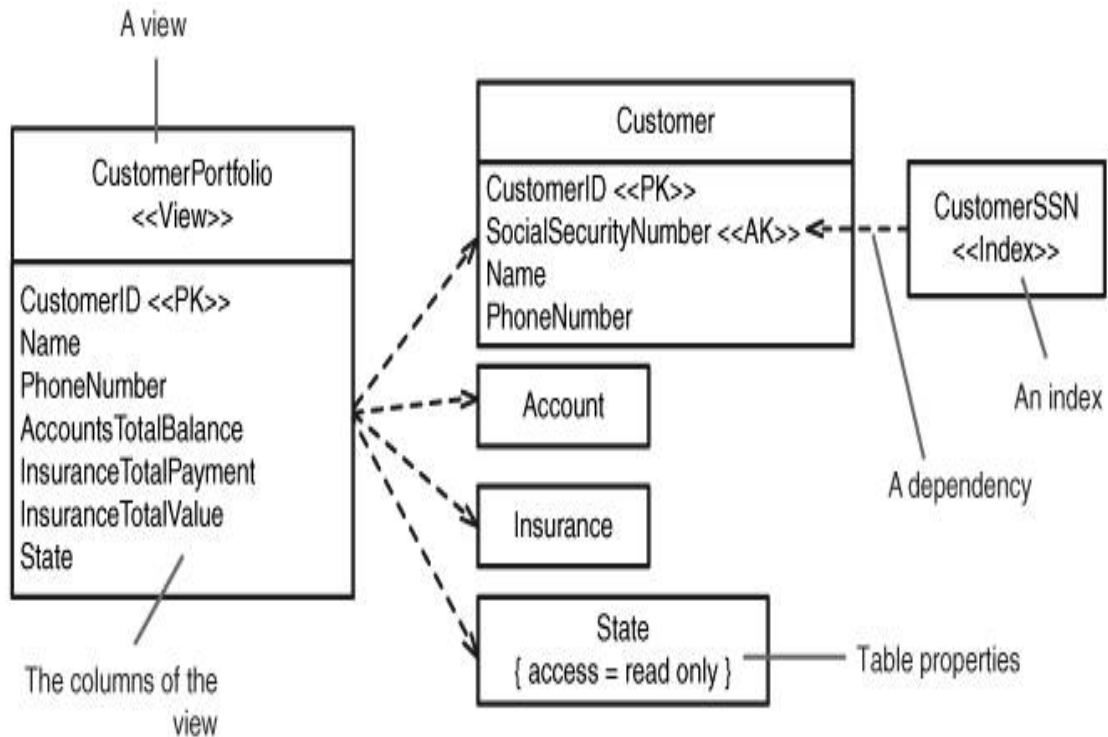 A view
CustomerPortfolio
<<View>>
CustomerID <<PK>>
Name
PhoneNumber
AccountsTotalBalance
InsuranceTotalPayment
InsuranceTotalValue
State
The columns of the
view
Customer
CustomerID <<PK>>
SocialSecurityNumber <<AK>>
Name
PhoneNumber
Account
Insurance
State
{ access = read only }
CustomerSSN
<<Index>>
An index
A dependency
Table properties